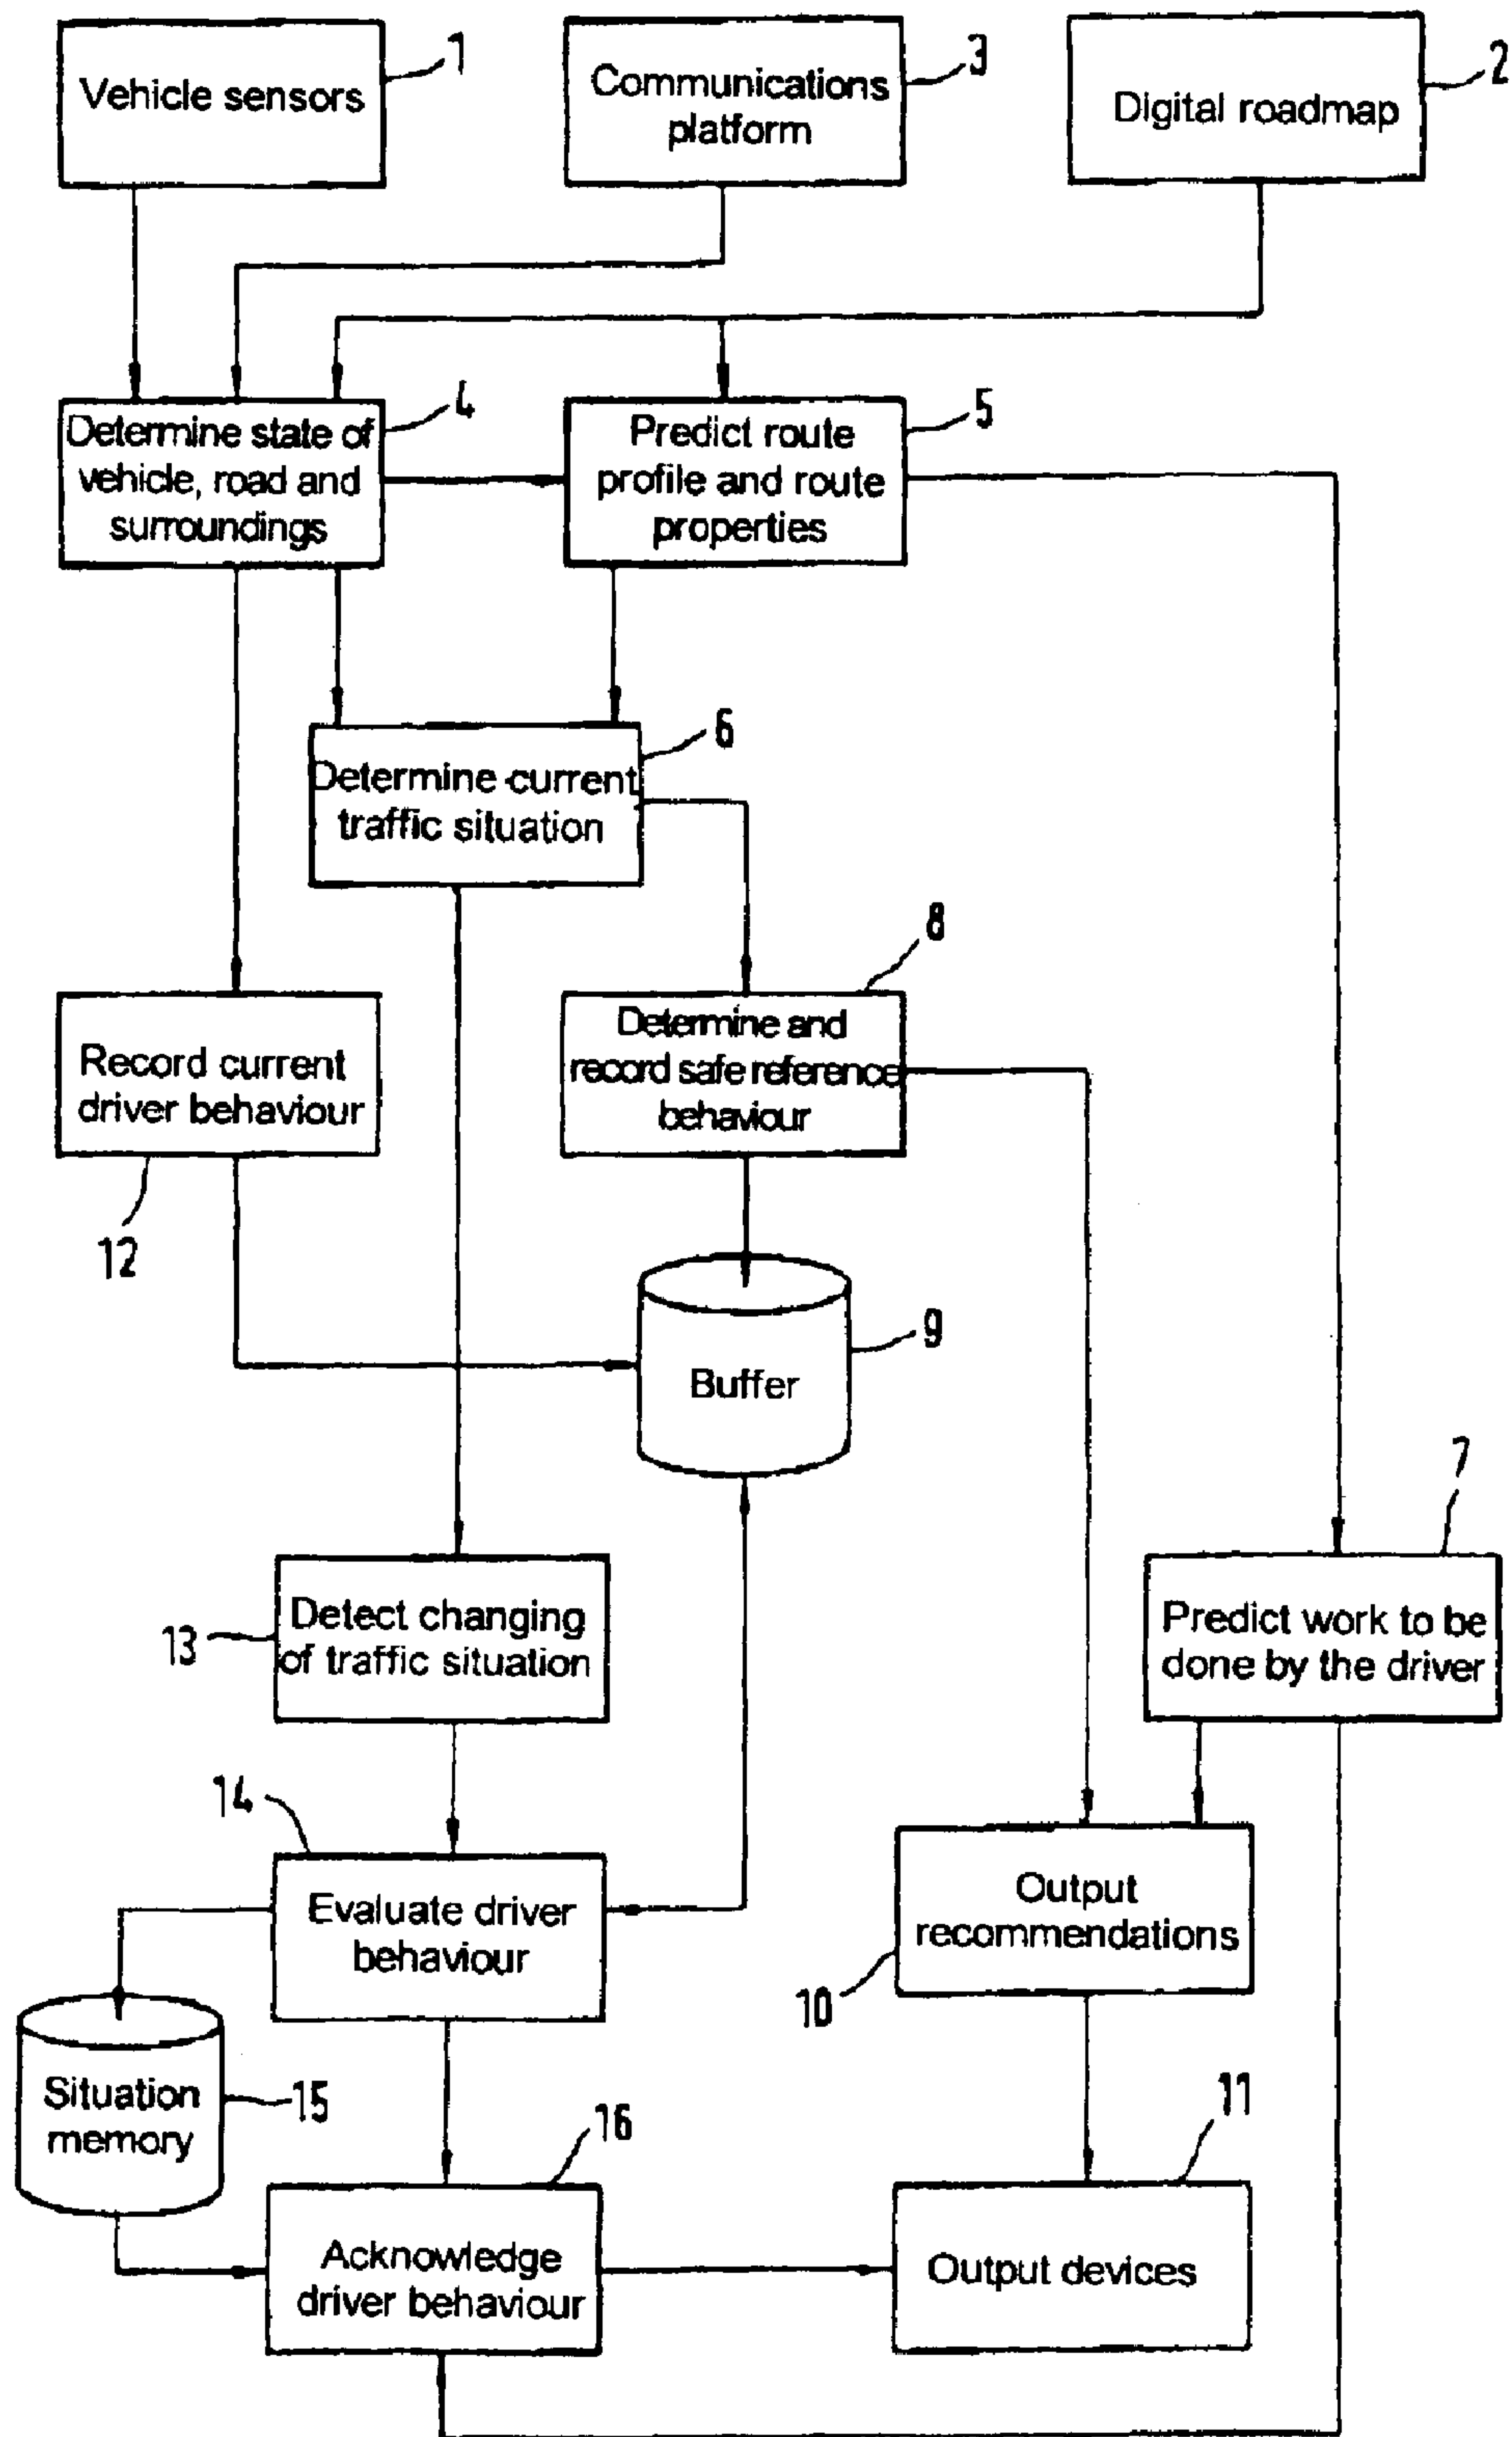 Vehicle sensors
1
Communications
platform
3
Digital roadmap
2
Determine state of
vehicle, road and
surroundings
4
Predict route
profile and route
properties
5
Determine current
traffic situation
6
Record current
driver behaviour
12
Determine and
record safe reference
behaviour
8
Buffer
9
Detect changing
of traffic situation
13
Predict work to be
done by the driver
7
Evaluate driver
behaviour
14
Output
recommendations
10
Situation
memory
15
Acknowledge
driver behaviour
16
Output devices
11